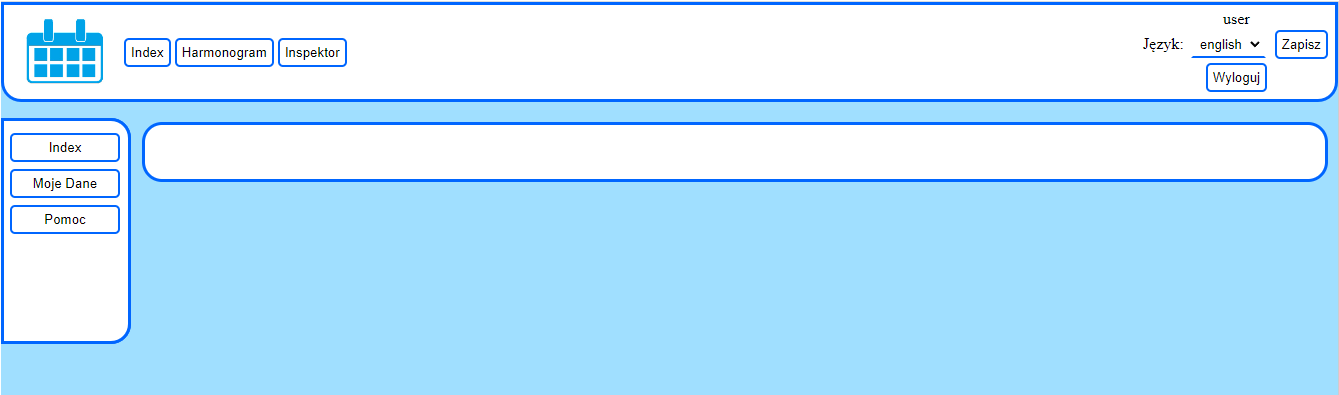 user
Index Harmonogram Inspektor Język: english Zapisz
Wyloguj
Index
Moje Dane
Pomoc